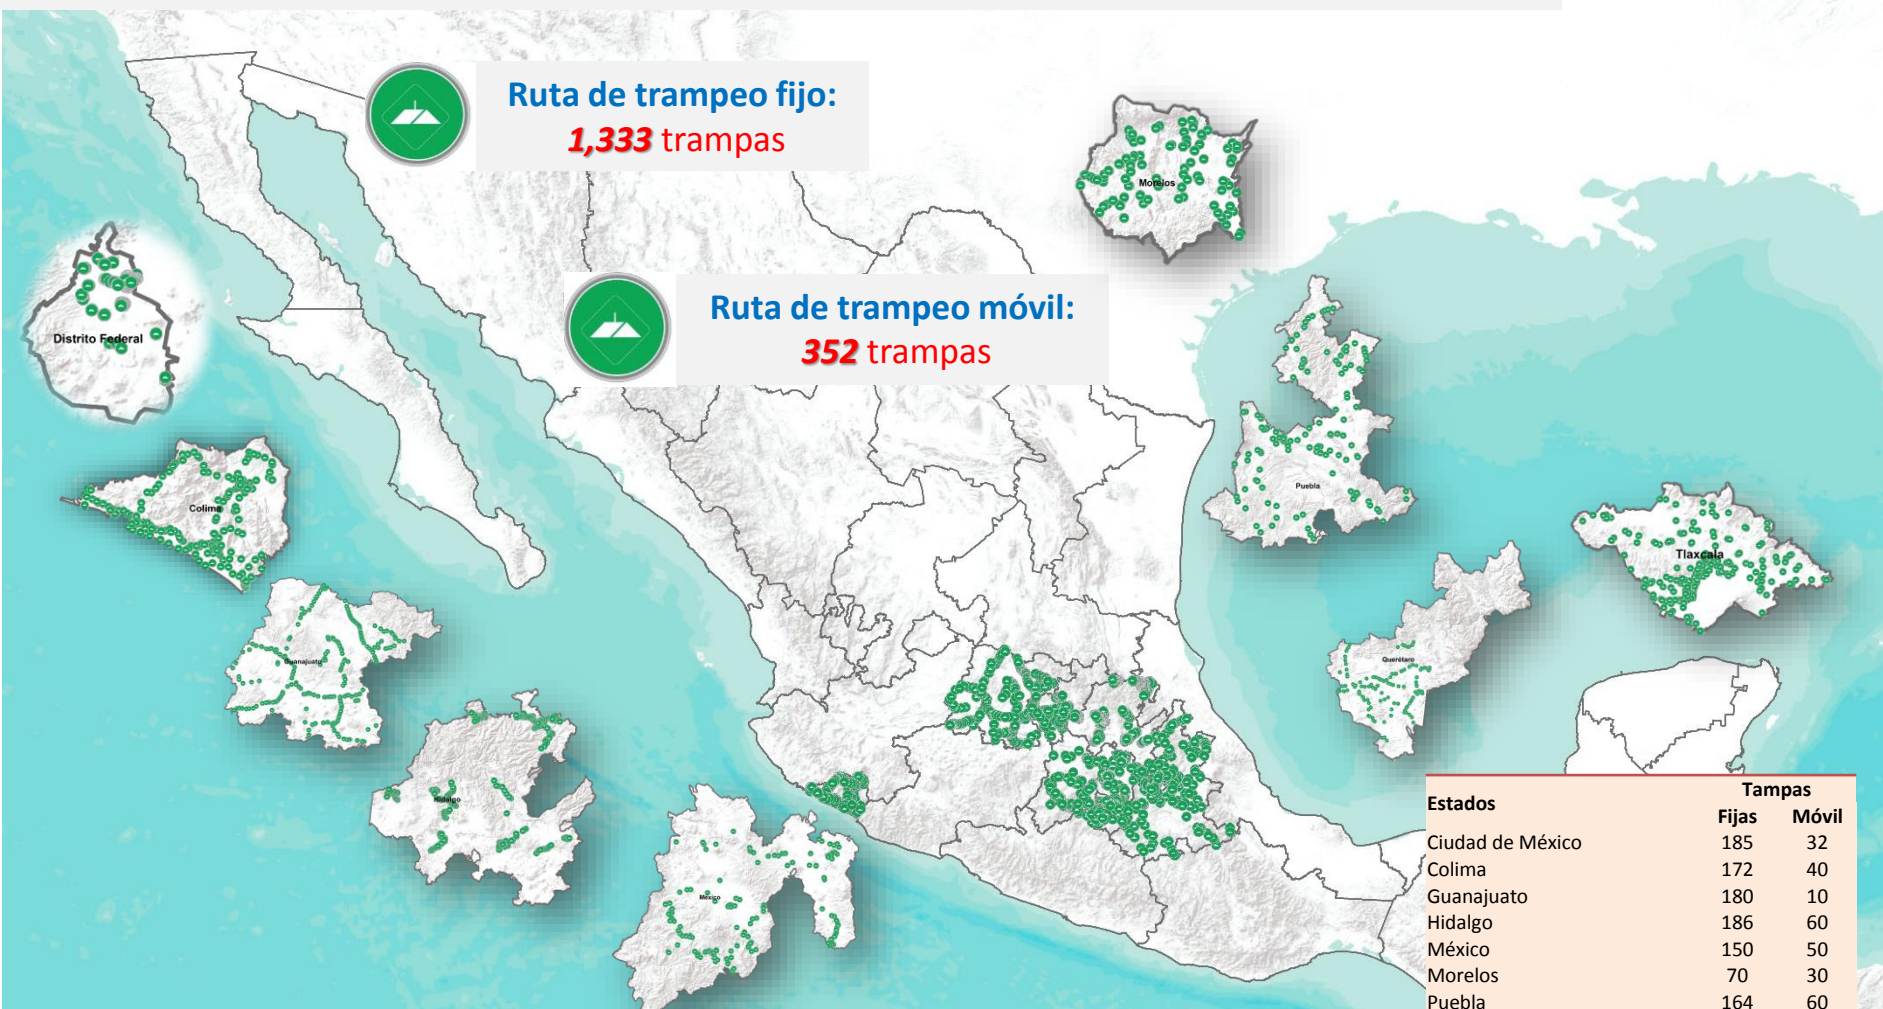 Ruta de trampeo fijo:
1,333 trampas
Morelos
Ruta de trampeo móvil:
352 trampas
Distrito Federal
Colima
Puebla
Tlaxcala
Guanajuato
Querétaro
Hidalgo
México
Estados Tampas
Fijas Móvil
Ciudad de México 185 32
Colima 172 40
Guanajuato 180 10
Hidalgo 186 60
México 150 50
Morelos 70 30
Puebla 164 60